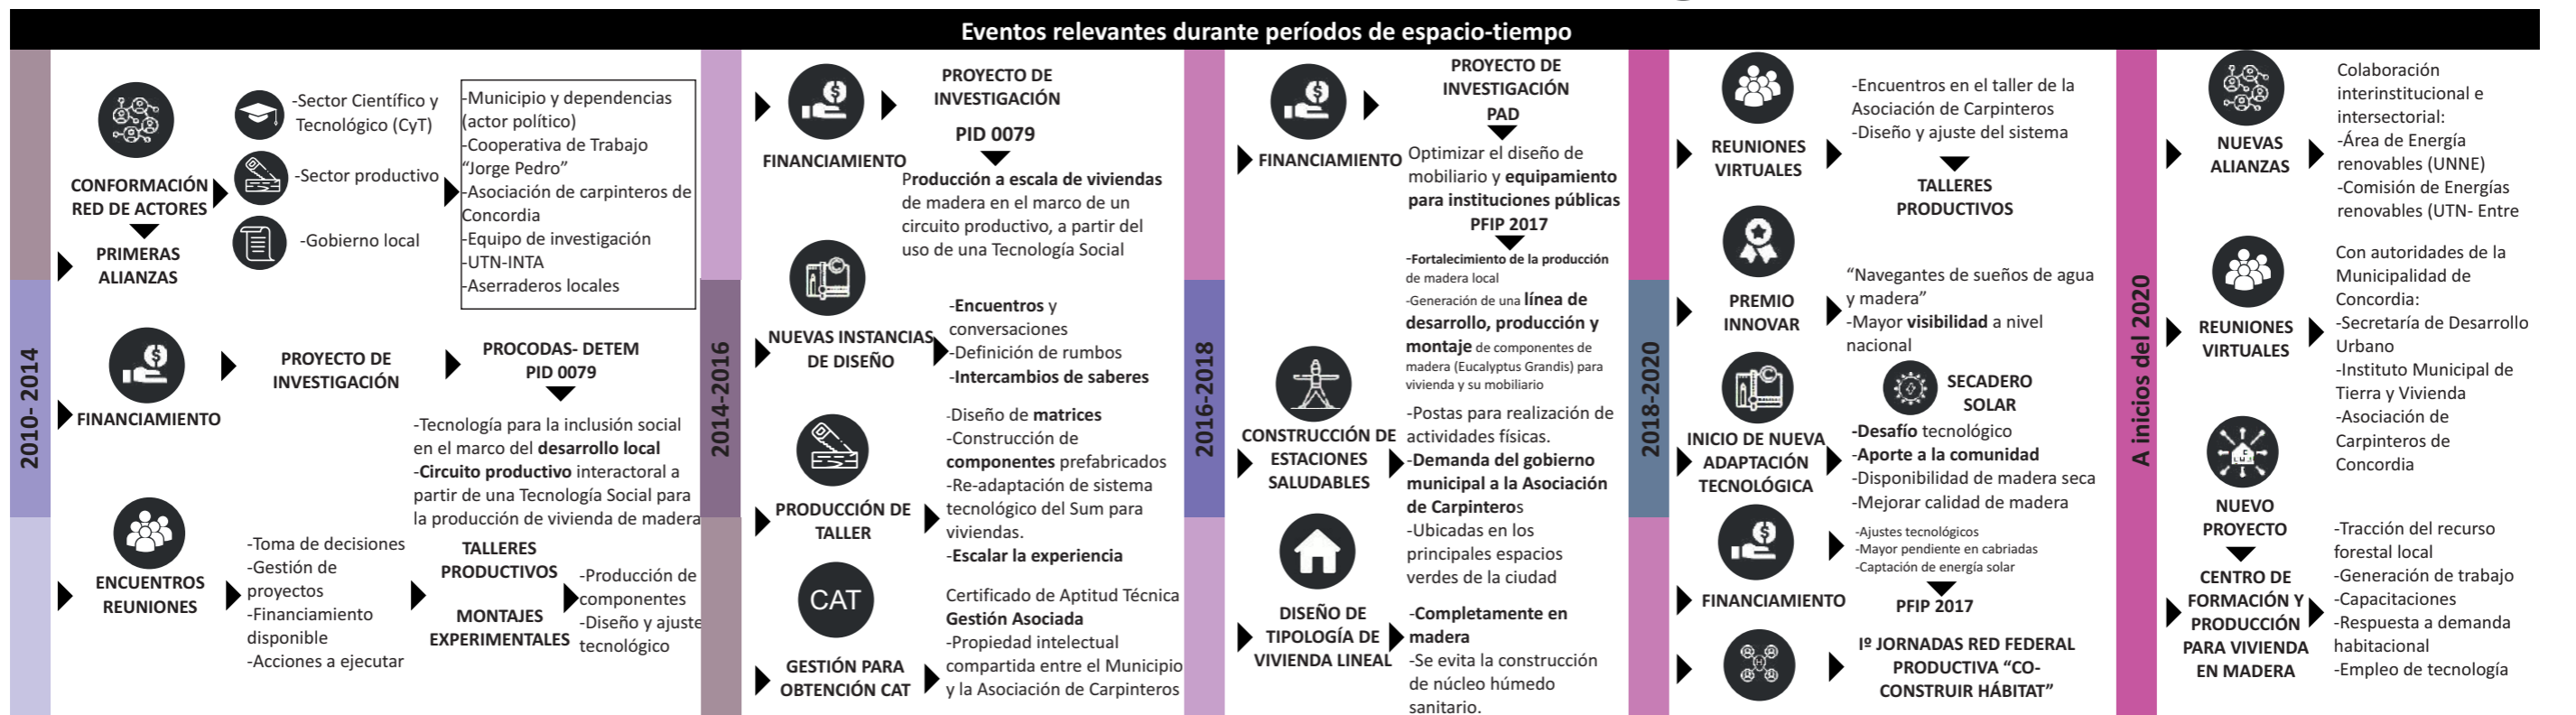 Eventos relevantes durante períodos de espacio-tiempo
2010- 2014
CONFORMACIÓN
RED DE ACTORES
PRIMERAS
ALIANZAS
-Sector Científico y
Tecnológico (CyT)
-Sector productivo
-Gobierno local
-Municipio y dependencias
(actor político)
-Cooperativa de Trabajo
“Jorge Pedro”
-Asociación de carpinteros de
Concordia
-Equipo de investigación
-UTN-INTA
-Aserraderos locales
FINANCIAMIENTO
PROYECTO DE
INVESTIGACIÓN
PROCODAS- DETEM
PID 0079
-Tecnología para la inclusión social
en el marco del desarrollo local
-Circuito productivo interactoral a
partir de una Tecnología Social para
la producción de vivienda de madera
ENCUENTROS
REUNIONES
-Toma de decisiones
-Gestión de
proyectos
-Financiamiento
disponible
-Acciones a ejecutar
TALLERES
PRODUCTIVOS
MONTAJES
EXPERIMENTALES
-Producción de
componentes
-Diseño y ajuste
tecnológico
2014-2016
FINANCIAMIENTO
PROYECTO DE
INVESTIGACIÓN
PID 0079
Producción a escala de viviendas
de madera en el marco de un
circuito productivo, a partir del
uso de una Tecnología Social
NUEVAS INSTANCIAS
DE DISEÑO
-Encuentros y
conversaciones
-Definición de rumbos
-Intercambios de saberes
PRODUCCIÓN DE
TALLER
-Diseño de matrices
-Construcción de
componentes prefabricados
-Re-adaptación de sistema
tecnológico del Sum para
viviendas.
-Escalar la experiencia
CAT
GESTIÓN PARA
OBTENCIÓN CAT
Certificado de Aptitud Técnica
Gestión Asociada
-Propiedad intelectual
compartida entre el Municipio
y la Asociación de Carpinteros
2016-2018
FINANCIAMIENTO
PROYECTO DE
INVESTIGACIÓN
PAD
Optimizar el diseño de
mobiliario y equipamiento
para instituciones públicas
PFIP 2017
-Fortalecimiento de la producción
de madera local
-Generación de una línea de
desarrollo, producción y
montaje de componentes de
madera (Eucalyptus Grandis) para
vivienda y su mobiliario
CONSTRUCCIÓN DE
ESTACIONES
SALUDABLES
-Postas para realización de
actividades físicas.
-Demanda del gobierno
municipal a la Asociación
de Carpinteros
-Ubicadas en los
principales espacios
verdes de la ciudad
DISEÑO DE
TIPOLOGÍA DE
VIVIENDA LINEAL
-Completamente en
madera
-Se evita la construcción
de núcleo húmedo
sanitario.
2018-2020
REUNIONES
VIRTUALES
-Encuentros en el taller de la
Asociación de Carpinteros
-Diseño y ajuste del sistema
TALLERES
PRODUCTIVOS
PREMIO
INNOVAR
“Navegantes de sueños de agua
y madera”
-Mayor visibilidad a nivel
nacional
INICIO DE NUEVA
ADAPTACIÓN
TECNOLÓGICA
SECADERO
SOLAR
-Desafío tecnológico
-Aporte a la comunidad
-Disponibilidad de madera seca
-Mejorar calidad de madera
FINANCIAMIENTO
-Ajustes tecnológicos
-Mayor pendiente en cabriadas
-Captación de energía solar
PFIP 2017
Iº JORNADAS RED FEDERAL
PRODUCTIVA “CO-
CONSTRUIR HÁBITAT”
A inicios del 2020
NUEVAS
ALIANZAS
Colaboración
interinstitucional e
intersectorial:
-Área de Energía
renovables (UNNE)
-Comisión de Energías
renovables (UTN- Entre
REUNIONES
VIRTUALES
Con autoridades de la
Municipalidad de
Concordia:
-Secretaría de Desarrollo
Urbano
-Instituto Municipal de
Tierra y Vivienda
-Asociación de
Carpinteros de
Concordia
NUEVO
PROYECTO
CENTRO DE
FORMACIÓN Y
PRODUCCIÓN
PARA VIVIENDA
EN MADERA
-Tracción del recurso
forestal local
-Generación de trabajo
-Capacitaciones
-Respuesta a demanda
habitacional
-Empleo de tecnología